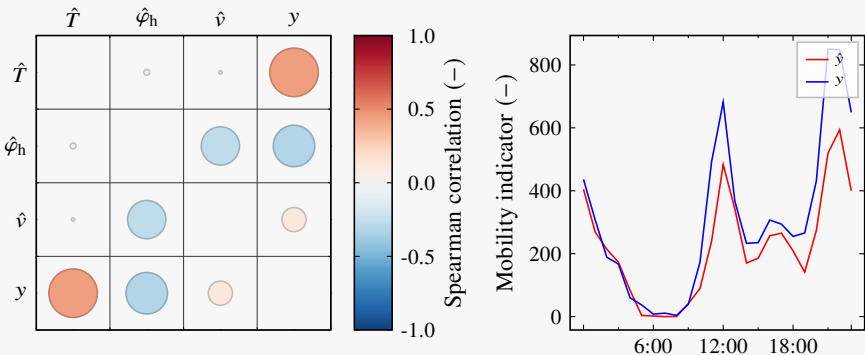 T̂ φ̂h v̂ y
T̂
φ̂h
v̂
y
1.0
0.5
0.0
-0.5
-1.0
Spearman correlation (−)
Mobility indicator (−)
800
600
400
200
0
6:00 12:00 18:00
ŷ
y